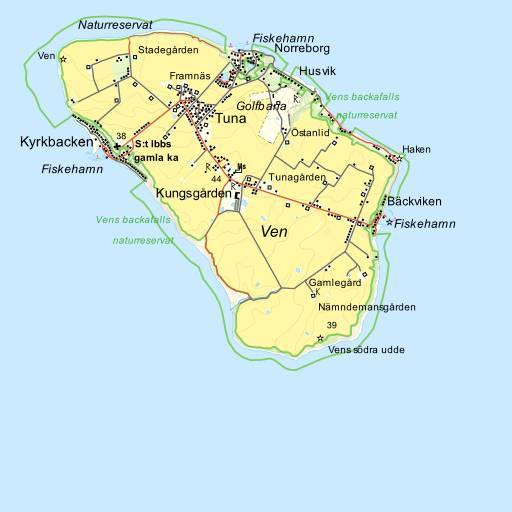 Naturreservat
Fiskehamn
Norreborg
Stadegården
Ven
Husvik
Framnäs
Vens backafalls
naturreservat
Golfbana
Tuna
Östanlid
38
Kyrkbacken
S:t Ibbs
gamla ka
Haken
Fiskehamn
44
Tunagården
Kungsgården
Bäckviken
Vens backafalls
naturreservat
Ven
Fiskehamn
Gamlegård
Nämndemansgården
39
Vens södra udde